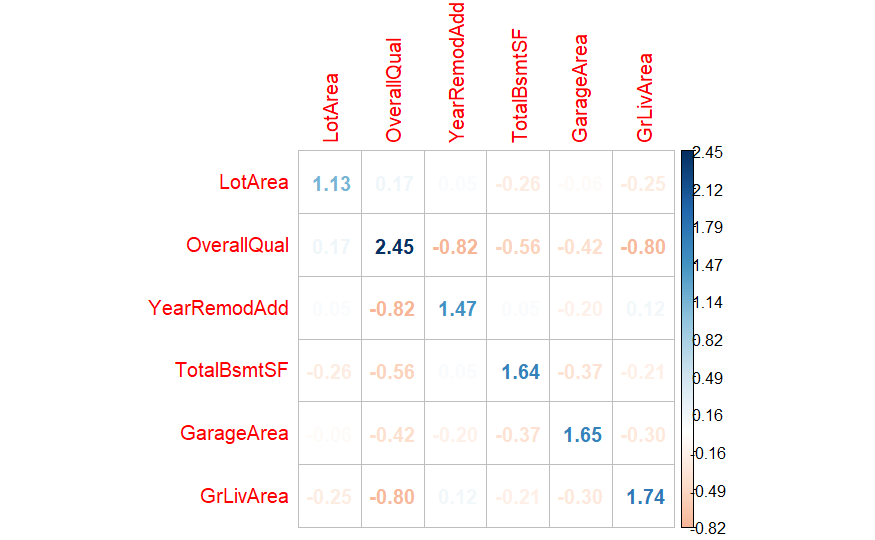 LotArea OverallQual YearRemodAdd TotalBsmtSF GarageArea GrLivArea
LotArea 1.13 0.17 0.05 -0.26 -0.06 -0.25
OverallQual 0.17 2.45 -0.82 -0.56 -0.42 -0.80
YearRemodAdd 0.05 -0.82 1.47 0.05 -0.20 0.12
TotalBsmtSF -0.26 -0.56 0.05 1.64 -0.37 -0.21
GarageArea -0.06 -0.42 -0.20 -0.37 1.65 -0.30
GrLivArea -0.25 -0.80 0.12 -0.21 -0.30 1.74
2.45
2.12
1.79
1.47
1.14
0.82
0.49
0.16
-0.16
-0.49
-0.82